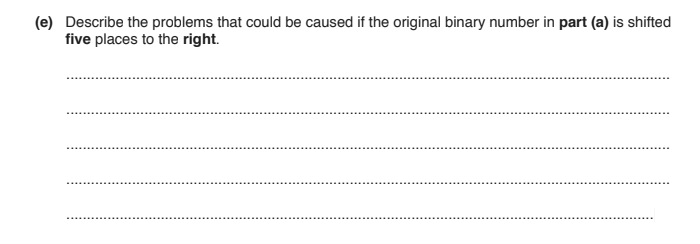 (e) Describe the problems that could be caused if the original binary number in part (a) is shifted
five places to the right.